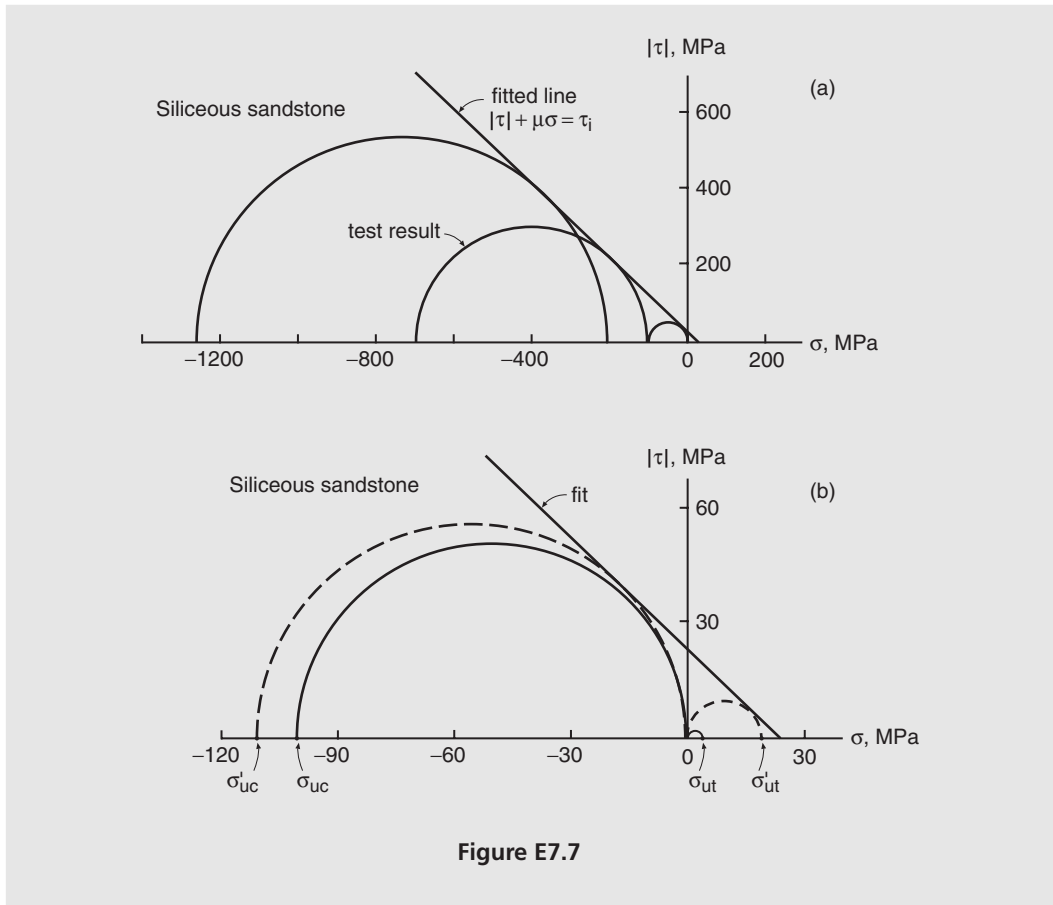 |τ|, MPa
(a)
Siliceous sandstone
fitted line
|τ| + μσ = τi
600
400
test result
200
−1200
−800
−400
0
200
σ, MPa
|τ|, MPa
(b)
Siliceous sandstone
fit
60
30
−120
−90
−60
−30
0
30
σ, MPa
σ'uc
σuc
σut
σ'ut
Figure E7.7